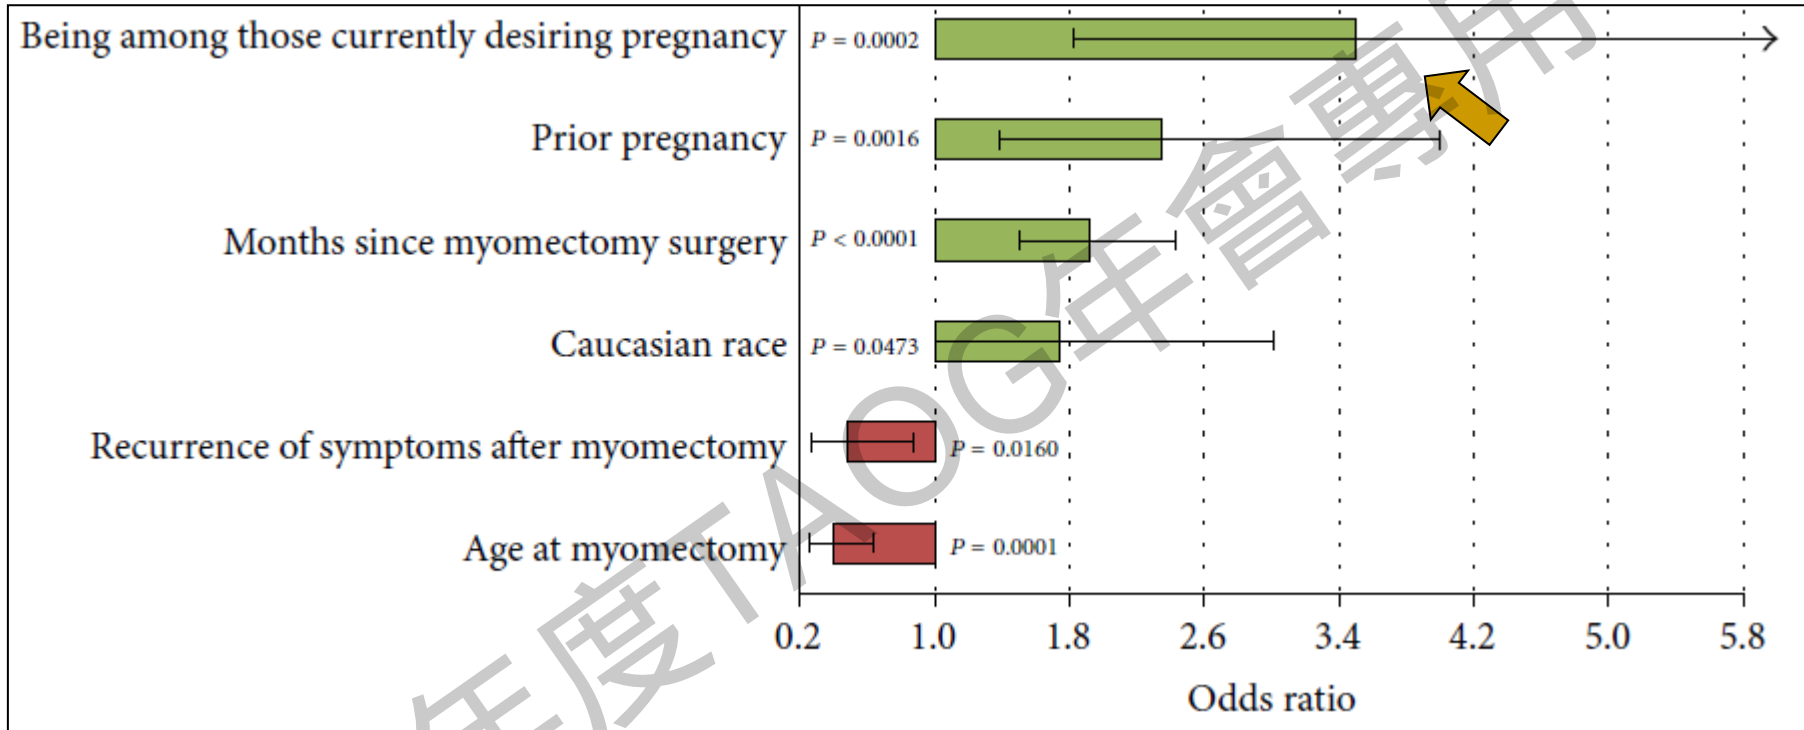 Being among those currently desiring pregnancy P = 0.0002
Prior pregnancy P = 0.0016
Months since myomectomy surgery P < 0.0001
Caucasian race P = 0.0473
Recurrence of symptoms after myomectomy P = 0.0160
Age at myomectomy P = 0.0001
0.2 1.0 1.8 2.6 3.4 4.2 5.0 5.8
Odds ratio
年度TAOG年會專用